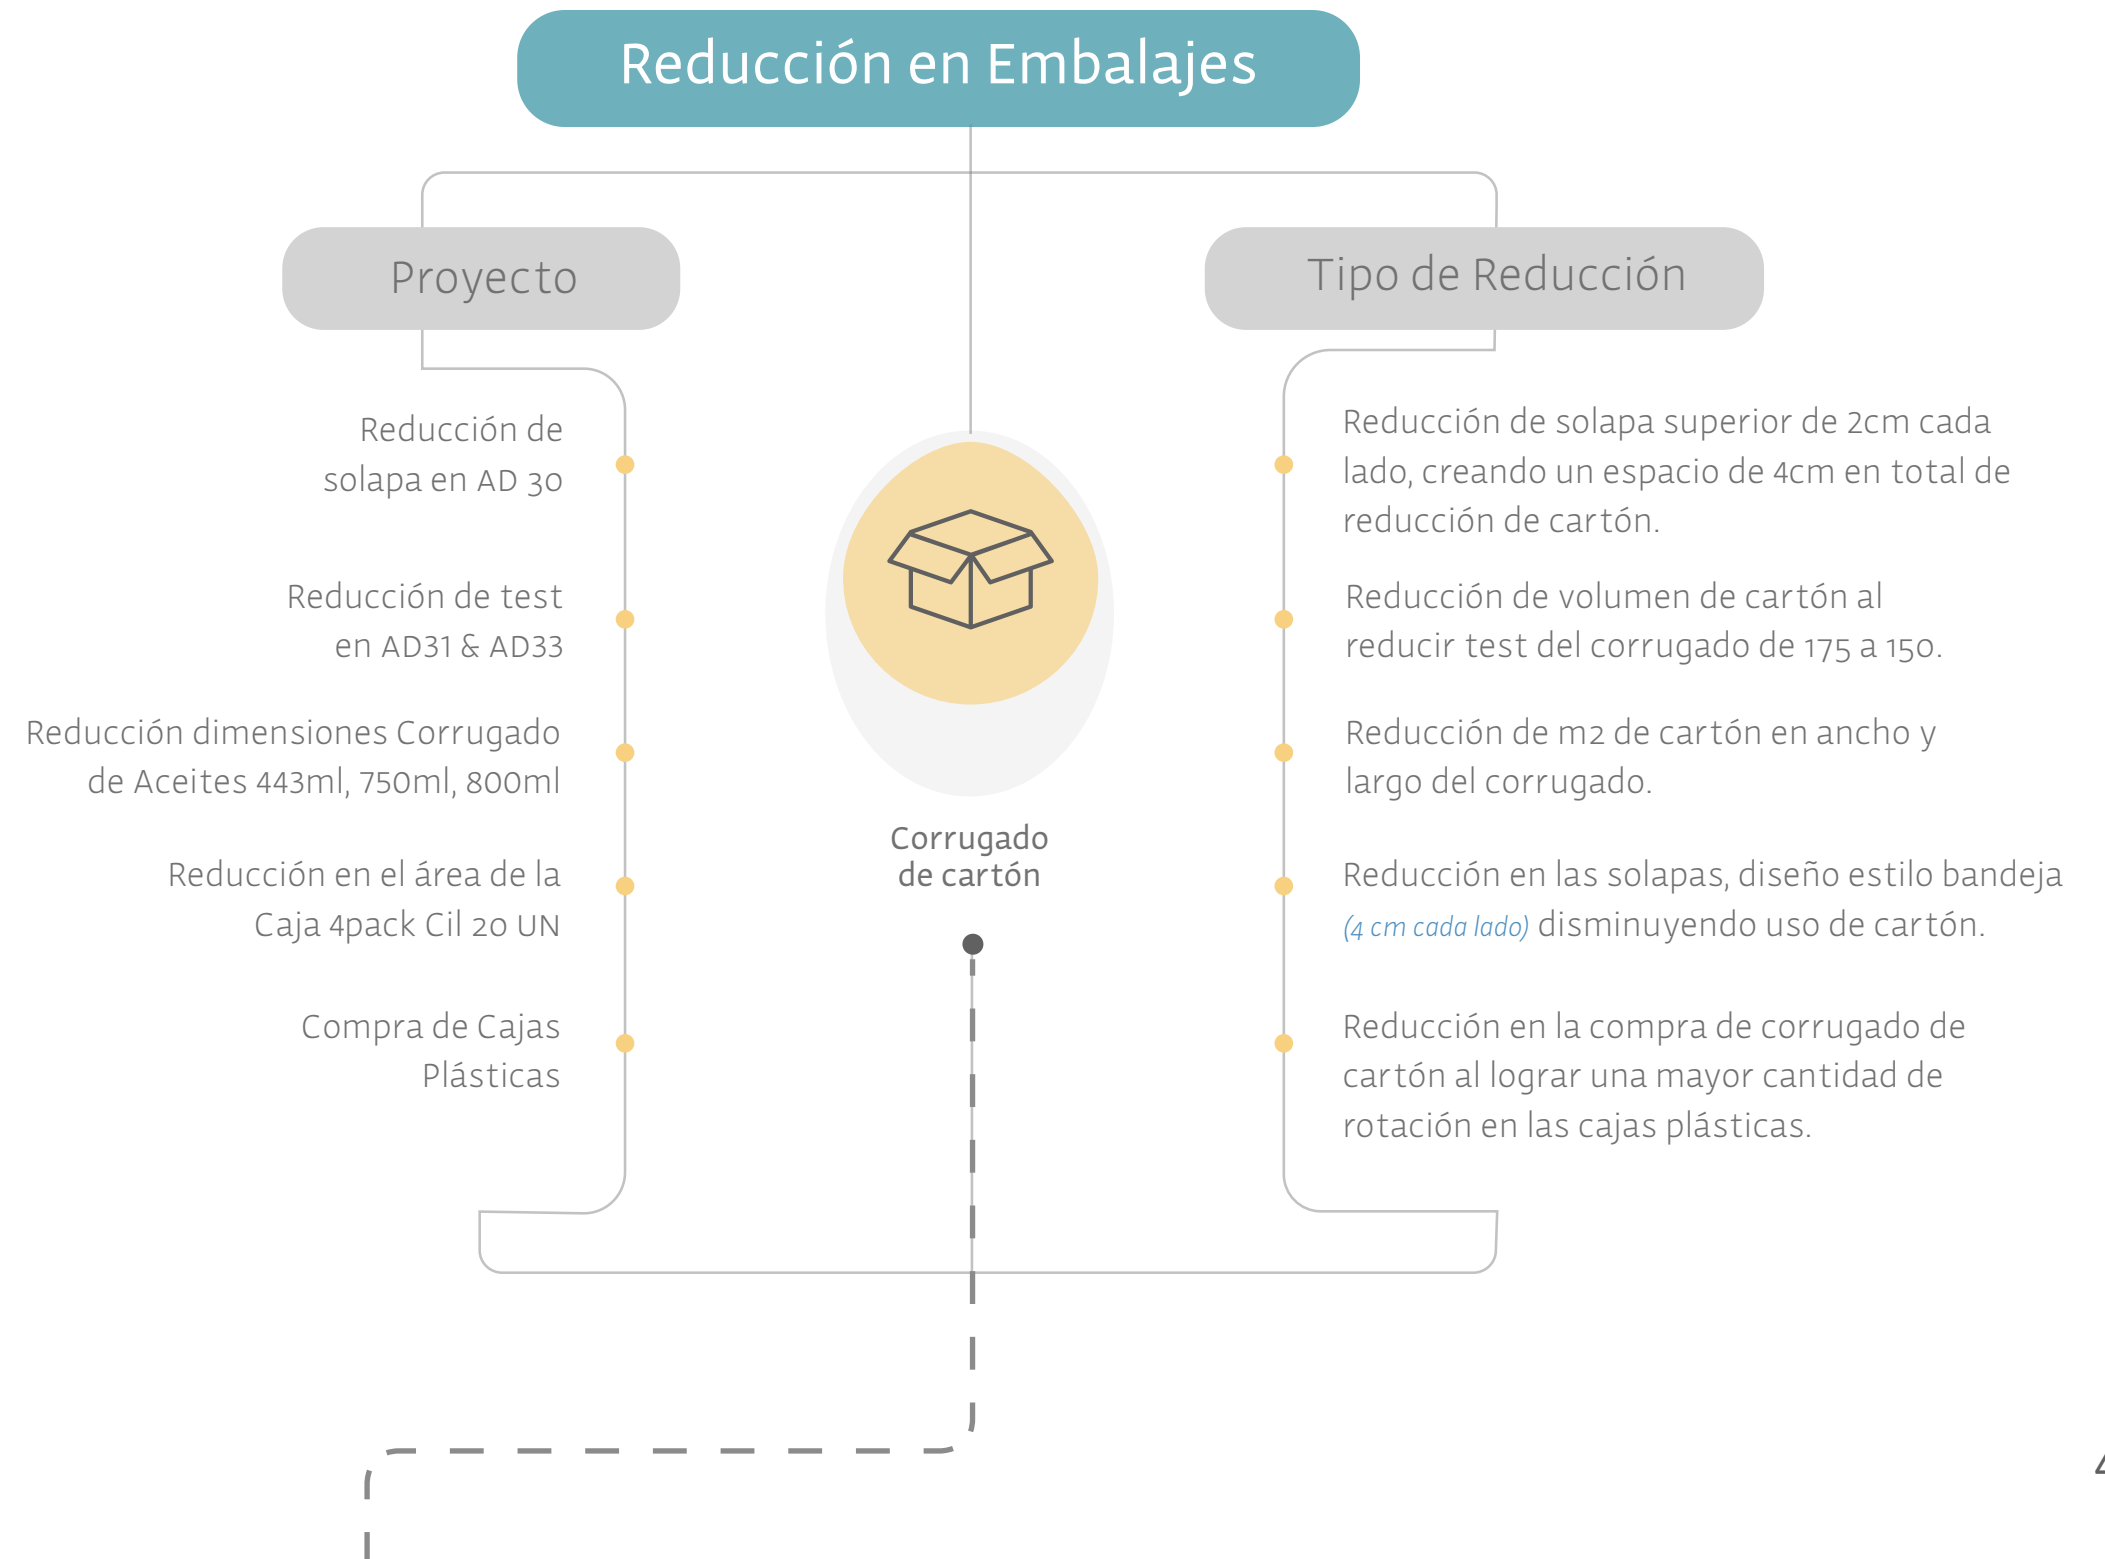 Reducción en Embalajes
Proyecto
Reducción de
solapa en AD 30
Reducción de test
en AD31 & AD33
Reducción dimensiones Corrugado
de Aceites 443ml, 750ml, 800ml
Reducción en el área de la
Caja 4pack Cil 20 UN
Compra de Cajas
Plásticas
Corrugado
de cartón
Tipo de Reducción
Reducción de solapa superior de 2cm cada
lado, creando un espacio de 4cm en total de
reducción de cartón.
Reducción de volumen de cartón al
reducir test del corrugado de 175 a 150.
Reducción de m2 de cartón en ancho y
largo del corrugado.
Reducción en las solapas, diseño estilo bandeja
(4 cm cada lado) disminuyendo uso de cartón.
Reducción en la compra de corrugado de
cartón al lograr una mayor cantidad de
rotación en las cajas plásticas.